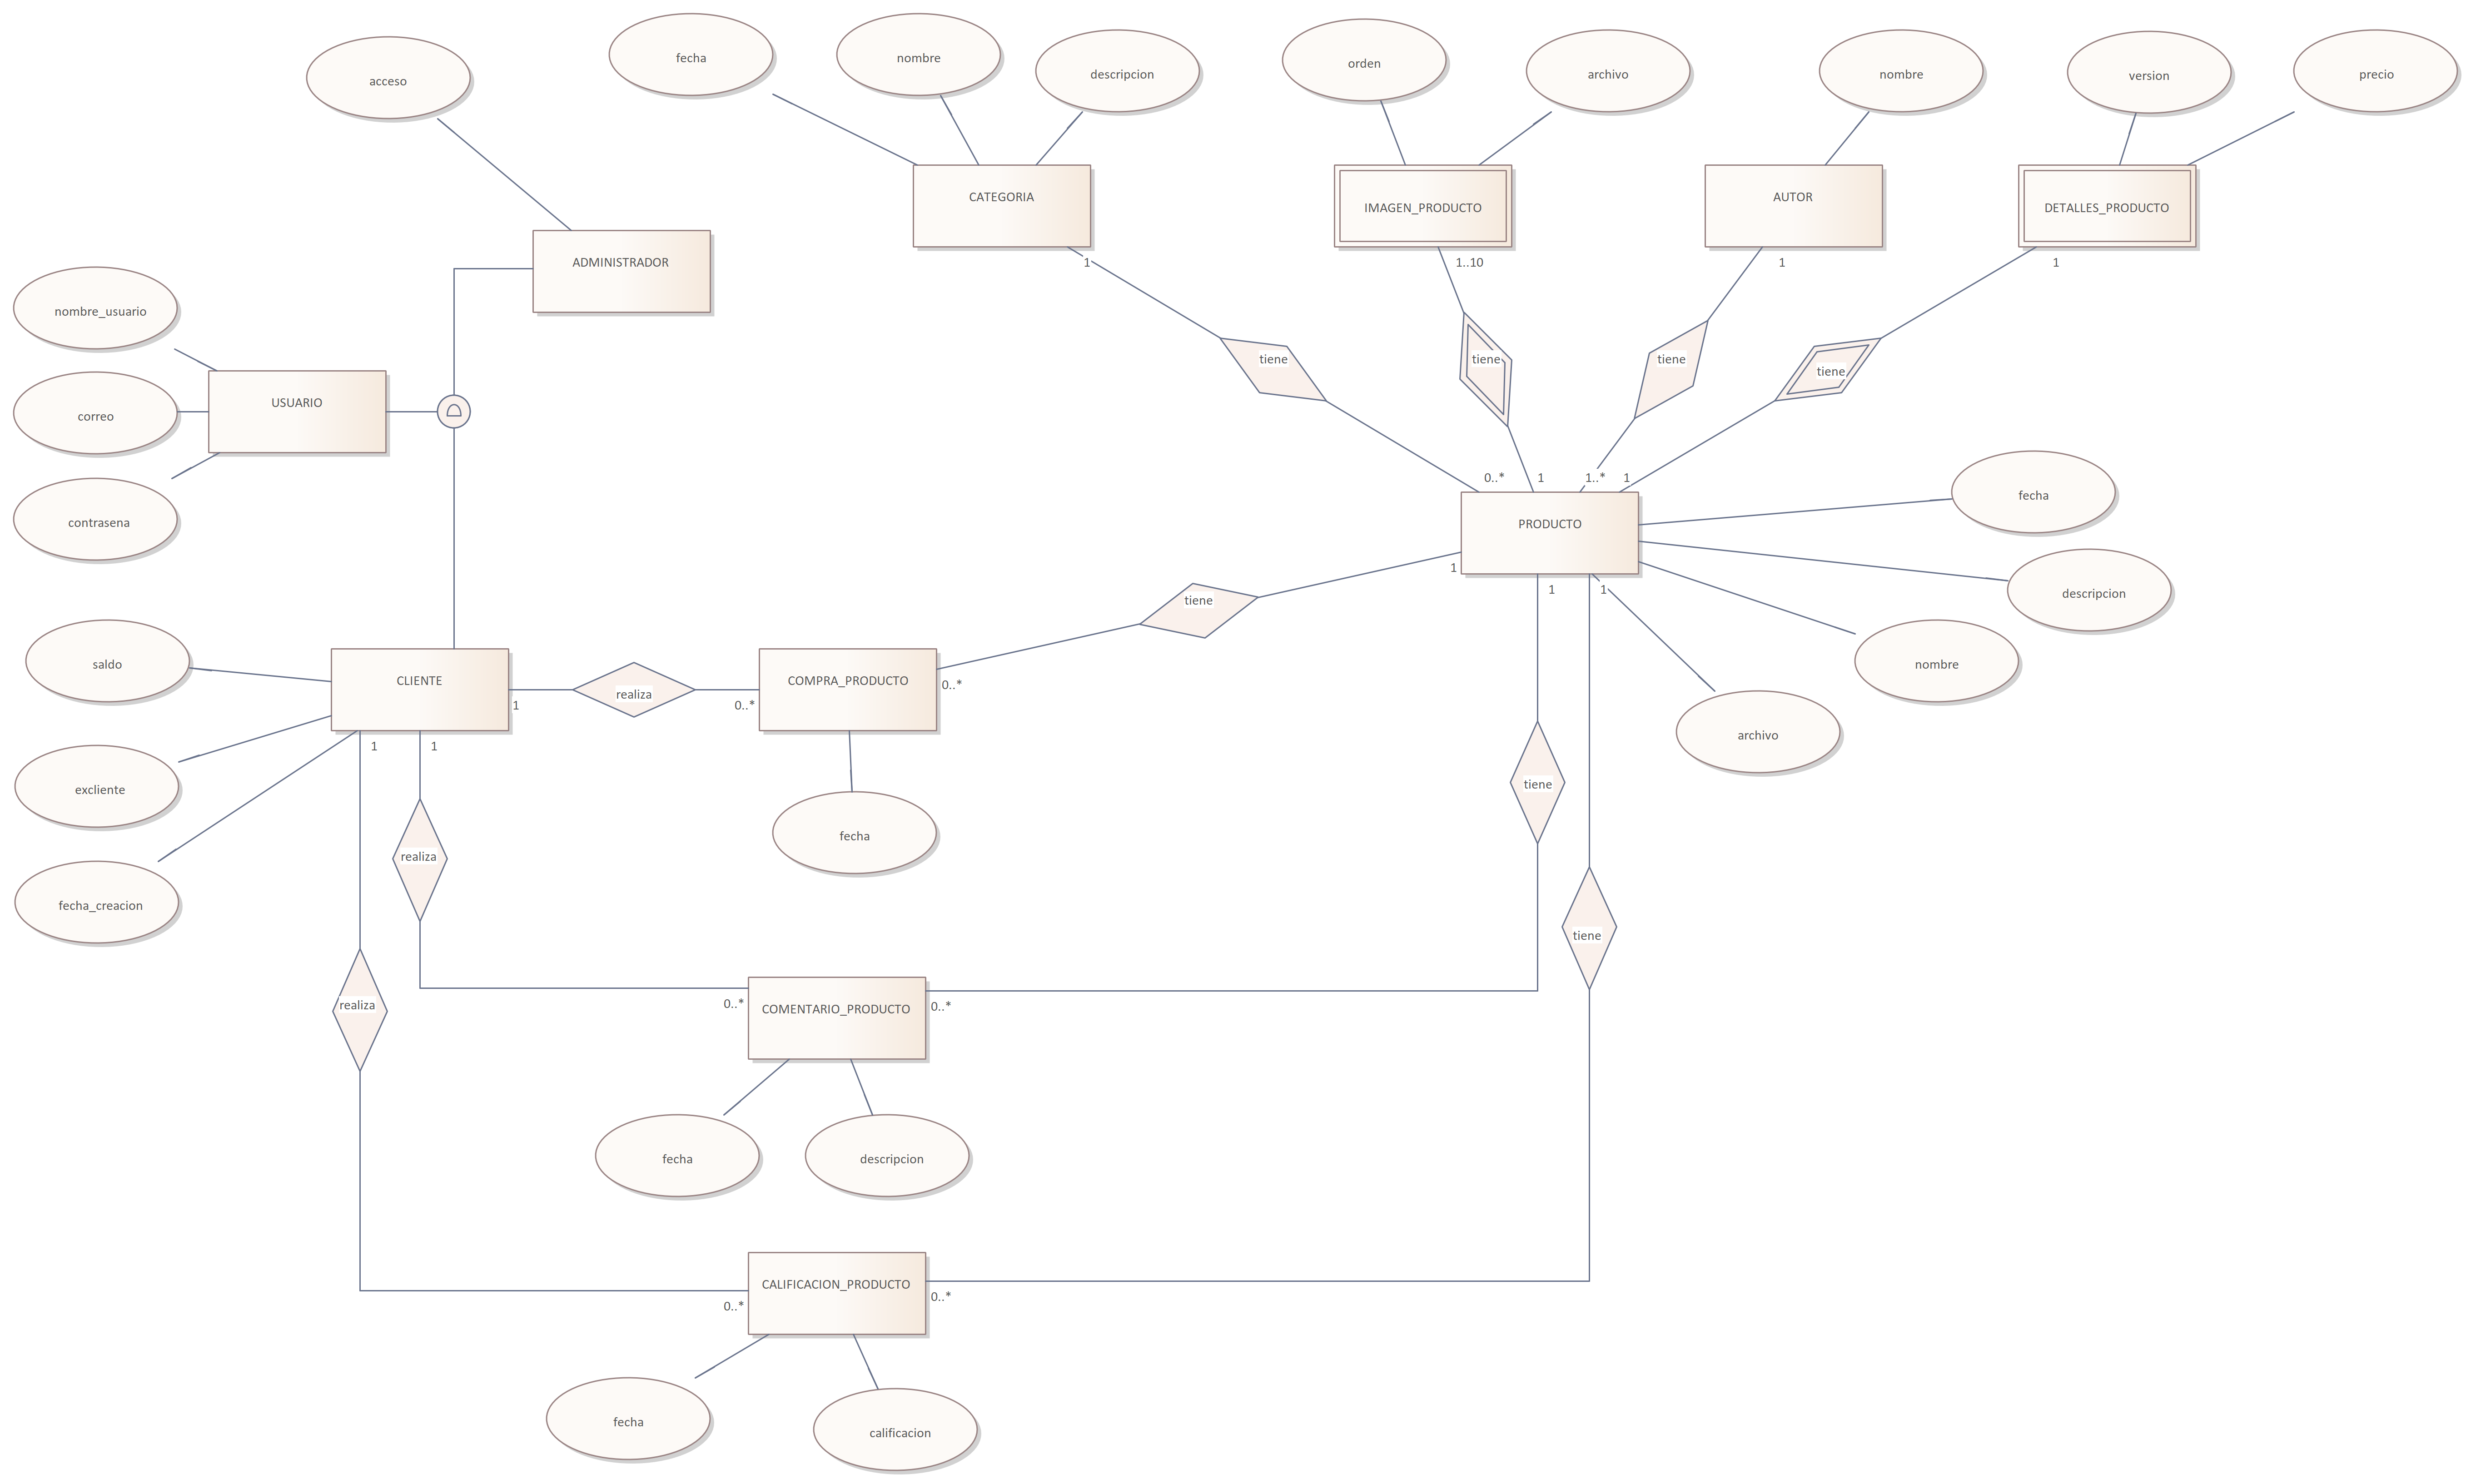 fecha
nombre
descripcion
orden
archivo
nombre
version
precio
acceso
CATEGORIA
IMAGEN_PRODUCTO
AUTOR
DETALLES_PRODUCTO
ADMINISTRADOR
1
1..10
1
1
nombre_usuario
tiene
tiene
tiene
tiene
USUARIO
correo
0..*
1
1..*
1
fecha
contrasena
PRODUCTO
1
1
1
descripcion
tiene
saldo
CLIENTE
COMPRA_PRODUCTO
0..*
nombre
realiza
1
0..*
archivo
1
1
excliente
tiene
fecha
realiza
fecha_creacion
tiene
realiza
0..*
COMENTARIO_PRODUCTO
0..*
fecha
descripcion
CALIFICACION_PRODUCTO
0..*
0..*
fecha
calificacion